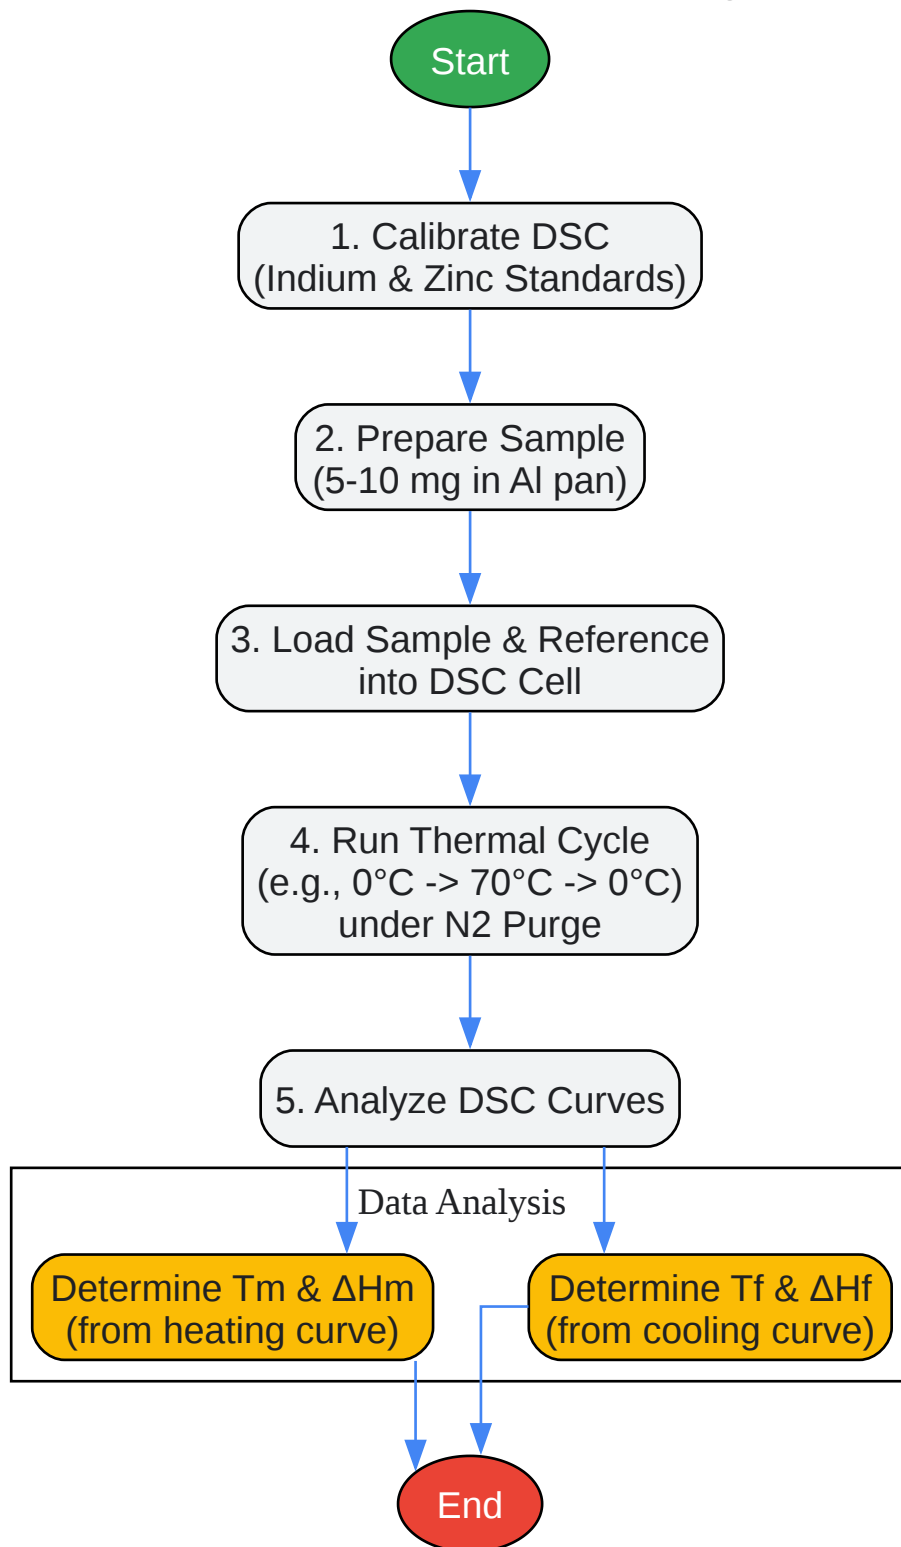 Start
1. Calibrate DSC
(Indium & Zinc Standards)
2. Prepare Sample
(5-10 mg in Al pan)
3. Load Sample & Reference
into DSC Cell
4. Run Thermal Cycle
(e.g., 0°C -> 70°C -> 0°C)
under N2 Purge
5. Analyze DSC Curves
Data Analysis
Determine Tm & ΔHm
(from heating curve)
Determine Tf & ΔHf
(from cooling curve)
End